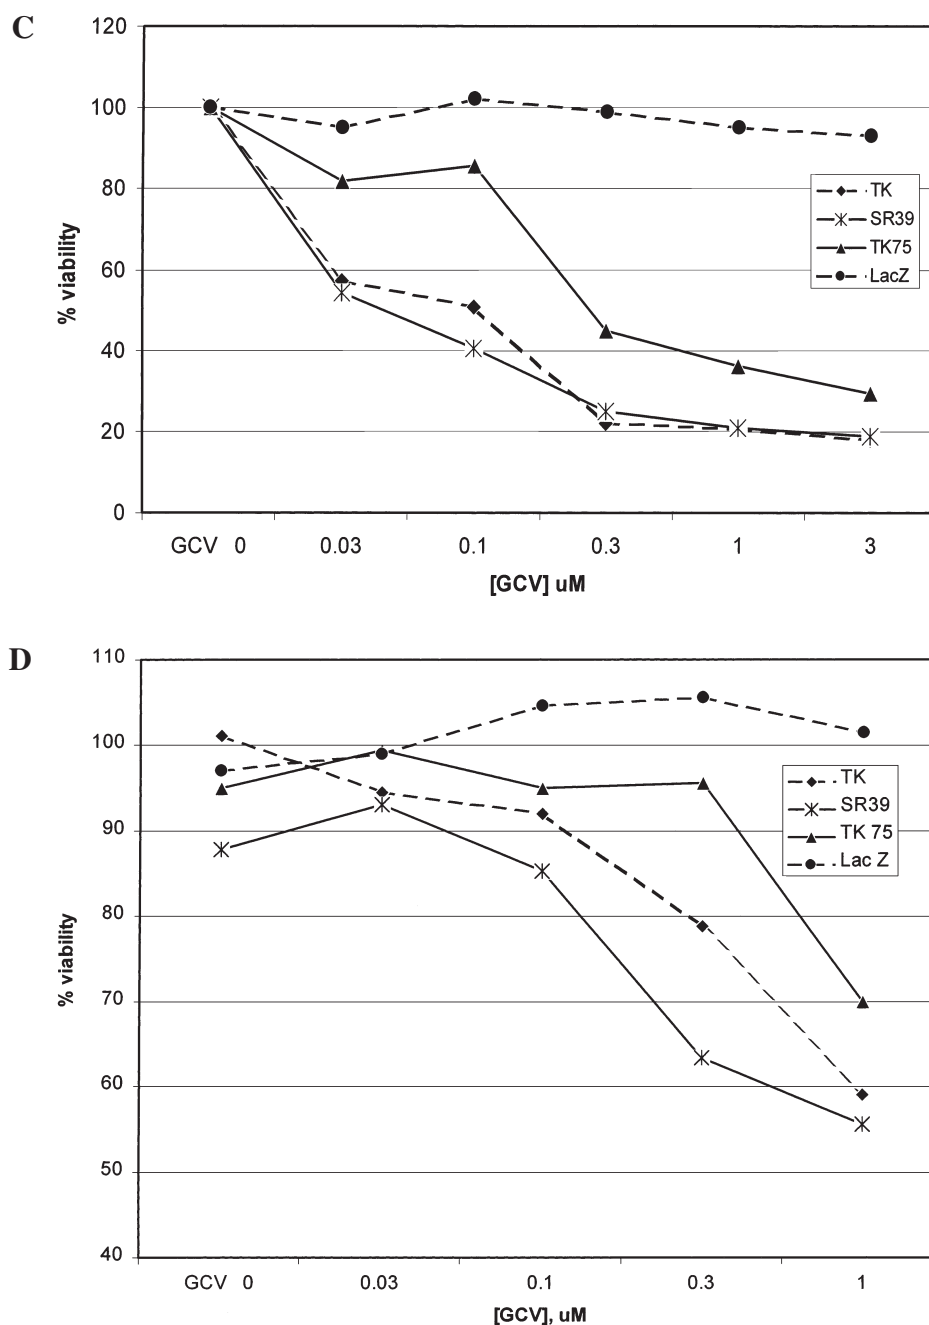 C
120
100
80
60
40
20
0
% viability
TK
SR39
TK75
LacZ
GCV 0 0.03 0.1 0.3 1 3
[GCV] uM
D
110
100
90
80
70
60
50
40
% viability
TK
SR39
TK 75
Lac Z
GCV 0 0.03 0.1 0.3 1
[GCV], uM